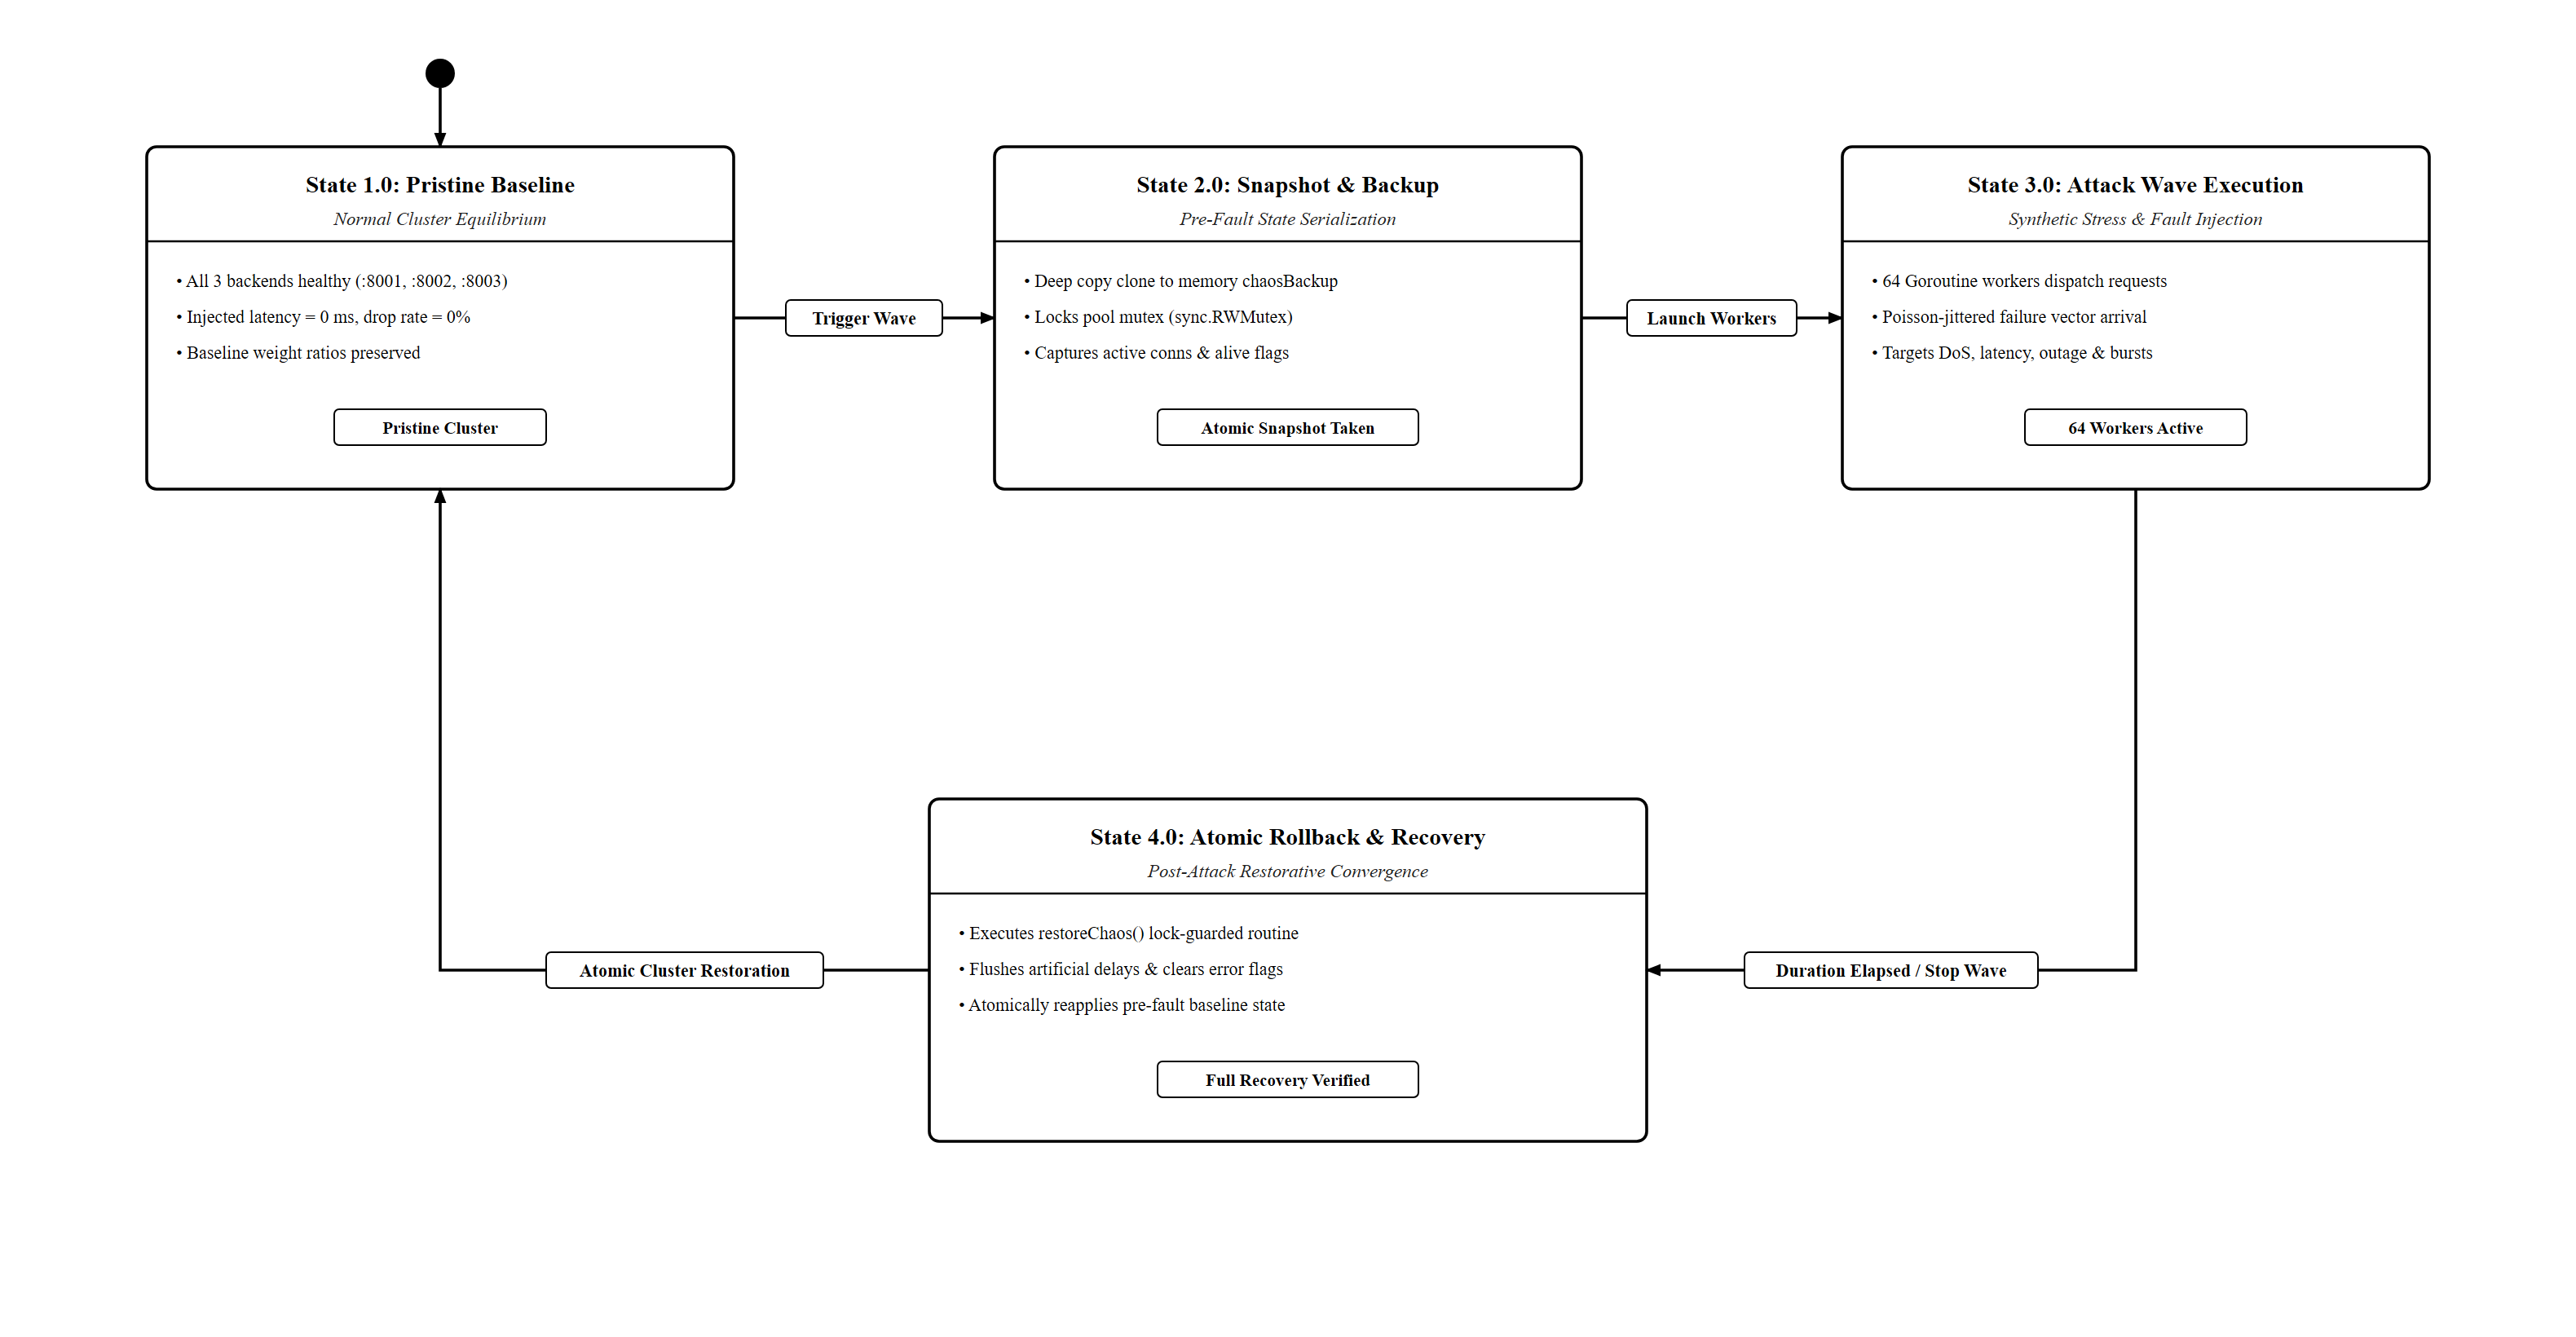 State 1.0: Pristine Baseline
Normal Cluster Equilibrium
• All 3 backends healthy (:8001, :8002, :8003)
• Injected latency = 0 ms, drop rate = 0%
• Baseline weight ratios preserved
Pristine Cluster
Trigger Wave
State 2.0: Snapshot & Backup
Pre-Fault State Serialization
• Deep copy clone to memory chaosBackup
• Locks pool mutex (sync.RWMutex)
• Captures active conns & alive flags
Atomic Snapshot Taken
Launch Workers
State 3.0: Attack Wave Execution
Synthetic Stress & Fault Injection
• 64 Goroutine workers dispatch requests
• Poisson-jittered failure vector arrival
• Targets DoS, latency, outage & bursts
64 Workers Active
Duration Elapsed / Stop Wave
State 4.0: Atomic Rollback & Recovery
Post-Attack Restorative Convergence
• Executes restoreChaos() lock-guarded routine
• Flushes artificial delays & clears error flags
• Atomically reapplies pre-fault baseline state
Full Recovery Verified
Atomic Cluster Restoration